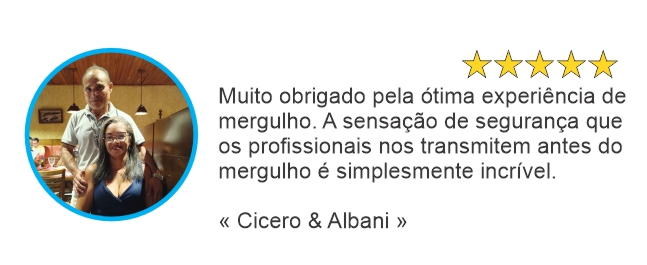 Muito obrigado pela ótima experiência de
mergulho. A sensação de segurança que
os profissionais nos transmitem antes do
mergulho é simplesmente incrível.
« Cicero & Albani »